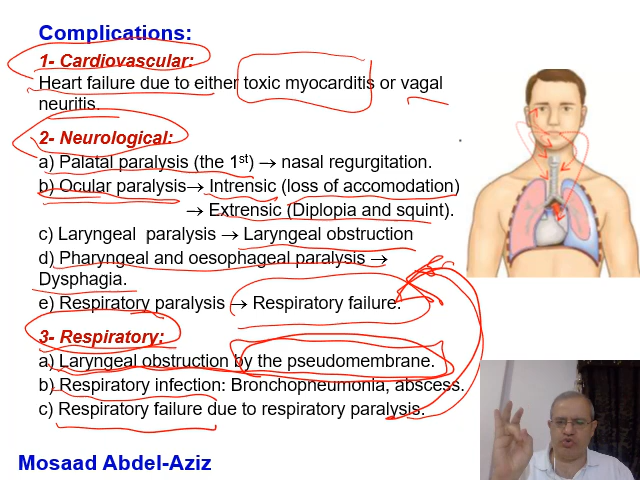 Complications:
1- Cardiovascular:
Heart failure due to either toxic myocarditis or vagal
neuritis.
2- Neurological:
a) Palatal paralysis (the 1st) → nasal regurgitation.
b) Ocular paralysis→ Intrensic (loss of accomodation)
→ Extrensic (Diplopia and squint).
c) Laryngeal paralysis → Laryngeal obstruction
d) Pharyngeal and oesophageal paralysis →
Dysphagia.
e) Respiratory paralysis → Respiratory failure.
3- Respiratory:
a) Laryngeal obstruction by the pseudomembrane.
b) Respiratory infection: Bronchopneumonia, abscess.
c) Respiratory failure due to respiratory paralysis.
Mosaad Abdel-Aziz